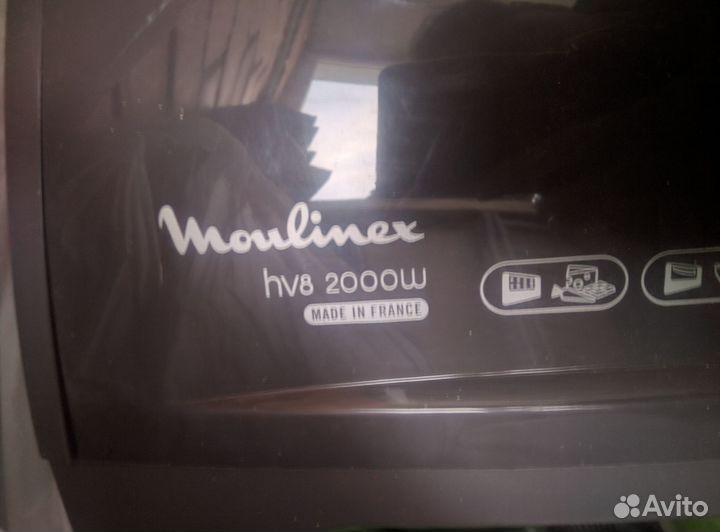 Moulinex
hv8 2000W
MADE IN FRANCE
Avito